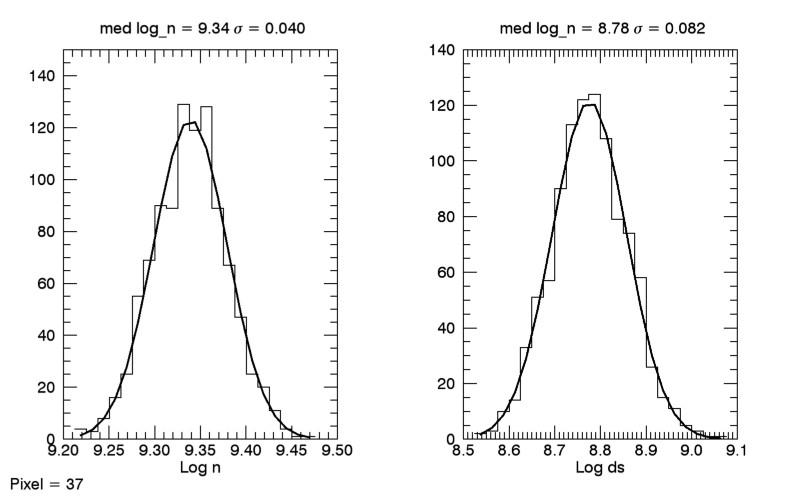 med log_n = 9.34 σ = 0.040
140
120
100
80
60
40
20
0
9.20 9.25 9.30 9.35 9.40 9.45 9.50
Log n
med log_n = 8.78 σ = 0.082
140
120
100
80
60
40
20
0
8.5 8.6 8.7 8.8 8.9 9.0 9.1
Log ds
Pixel = 37